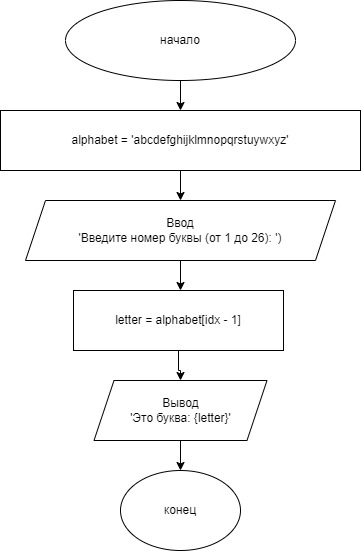 начало
alphabet = 'abcdefghijklmnopqrstuywxyz'
Ввод
'Введите номер буквы (от 1 до 26): ')
letter = alphabet[idx - 1]
Вывод
'Это буква: {letter}'
конец